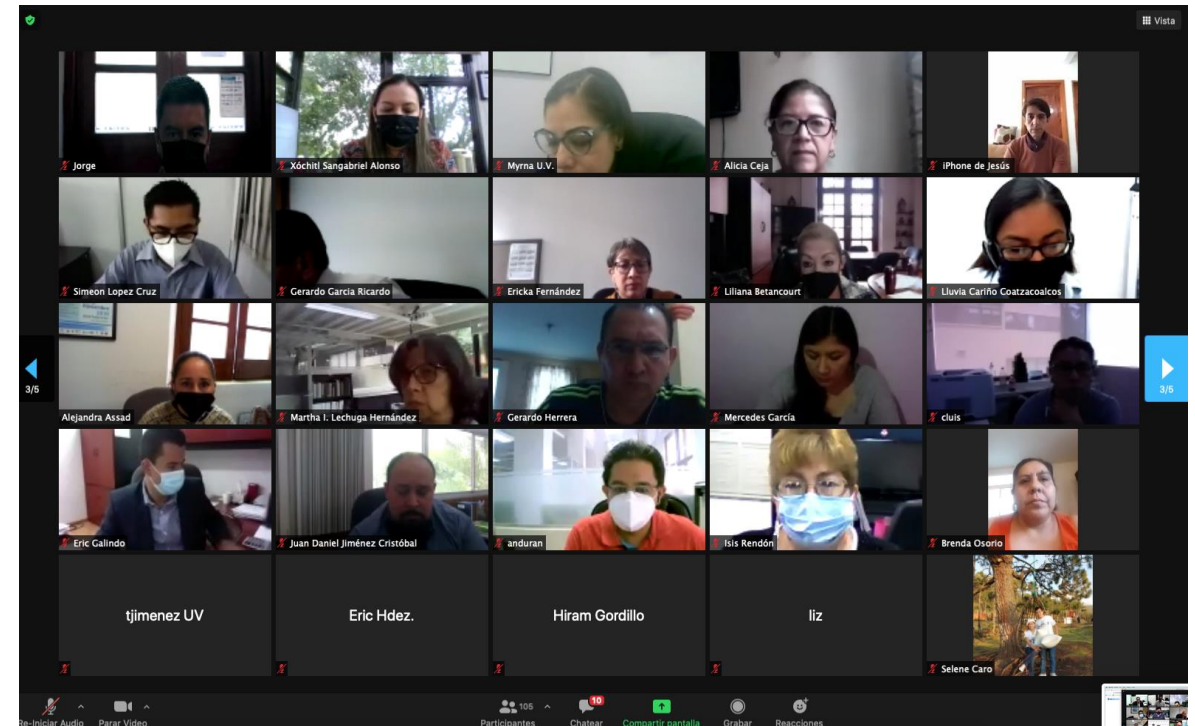 Vista
Jorge
Xóchitl Sangabriel Alonso
Myrna U.V.
Alicia Ceja
iPhone de Jesús
Simeon Lopez Cruz
Gerardo Garcia Ricardo
Ericka Fernández
Liliana Betancourt
Lluvia Cariño Coatzacoalcos
3/5
3/5
Alejandra Assad
Martha I. Lechuga Hernández
Gerardo Herrera
Mercedes García
cluis
Eric Galindo
Juan Daniel Jiménez Cristóbal
anduran
Isis Rendón
Brenda Osorio
tjimenez UV
Eric Hdez.
Hiram Gordillo
liz
Selene Caro
Re-Iniciar Audio
Parar Video
105
Participantes
10
Chatear
Compartir pantalla
Grabar
Reacciones